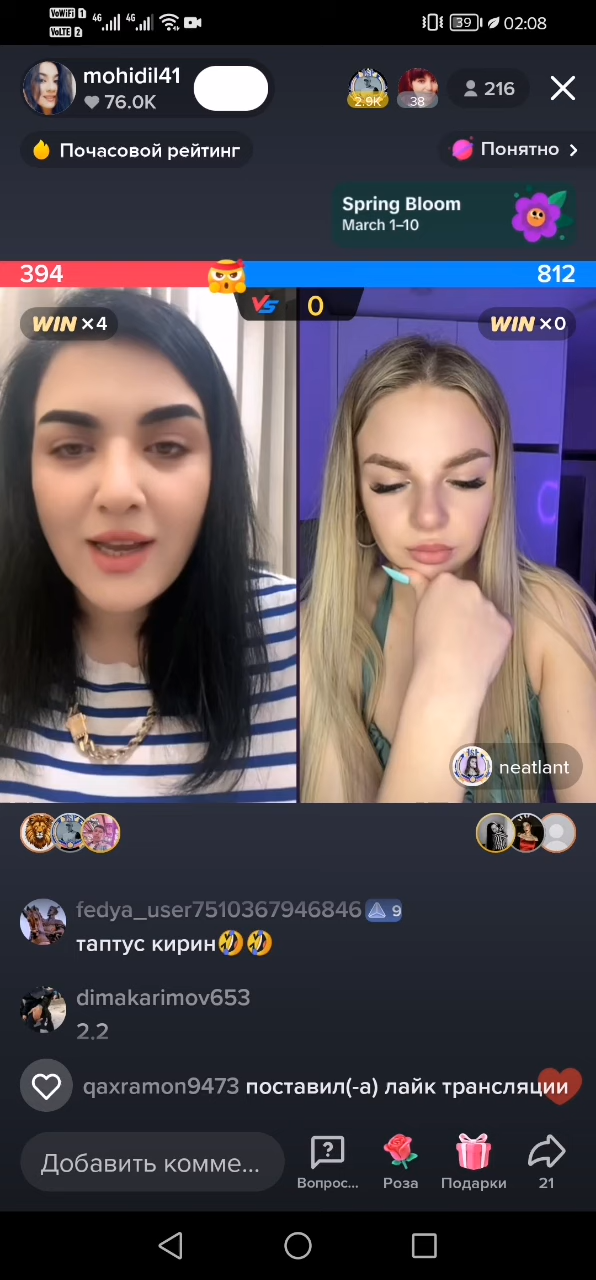 VoWiFi 1
VoLTE 2
4G
4G
39
02:08
mohidil41
76.0K
2.9K
38
216
Почасовой рейтинг
Понятно
Spring Bloom
March 1–10
394
812
VS
0
WIN ×4
WIN ×0
neatlant
fedya_user7510367946846
9
таптус кирин🤣🤣
dimakarimov653
2.2
qaxramon9473 поставил(-а) лайк трансляции
Добавить комме...
Вопрос...
Роза
Подарки
21